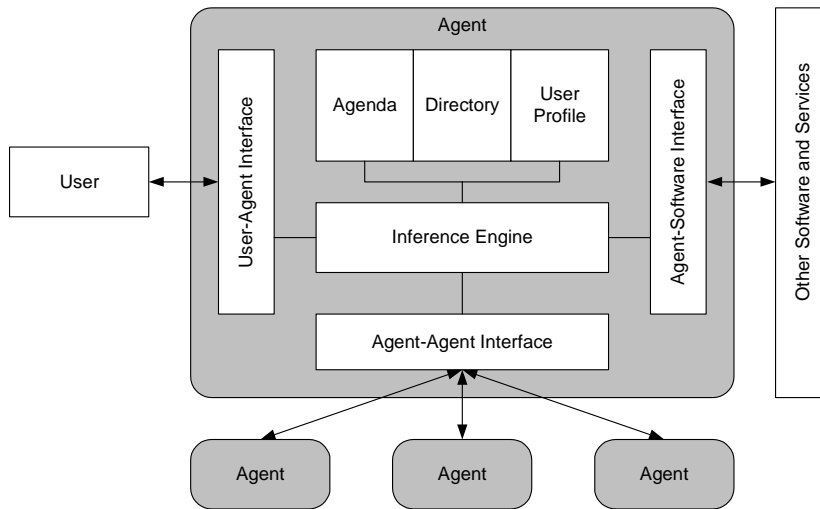 Agent
Agenda
Directory
User
Profile
User-Agent Interface
Agent-Software Interface
Other Software and Services
User
Inference Engine
Agent-Agent Interface
Agent
Agent
Agent